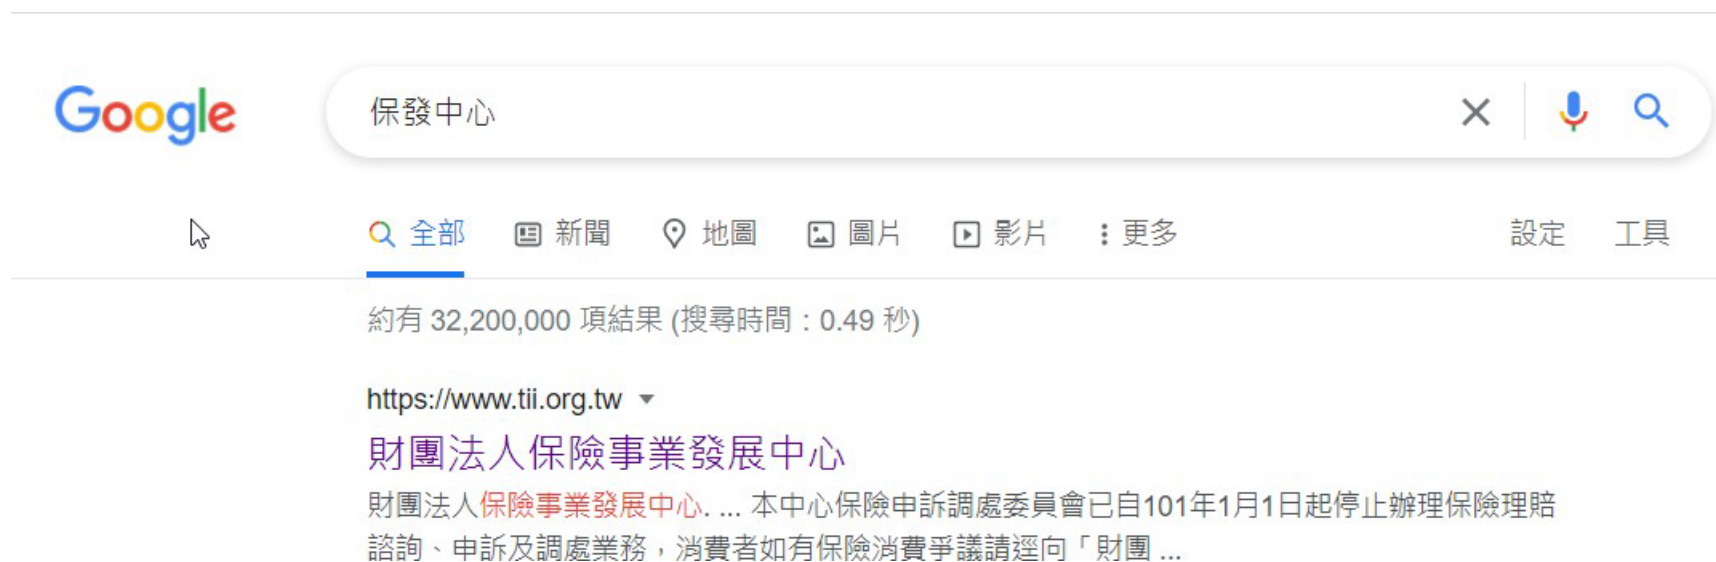 Google
保發中心
全部 新聞 地圖 圖片 影片 更多 設定 工具
約有 32,200,000 項結果 (搜尋時間：0.49 秒)
https://www.tii.org.tw
財團法人保險事業發展中心
財團法人保險事業發展中心. ... 本中心保險申訴調處委員會已自101年1月1日起停止辦理保險理賠
諮詢、申訴及調處業務，消費者如有保險消費爭議請逕向「財團 ...